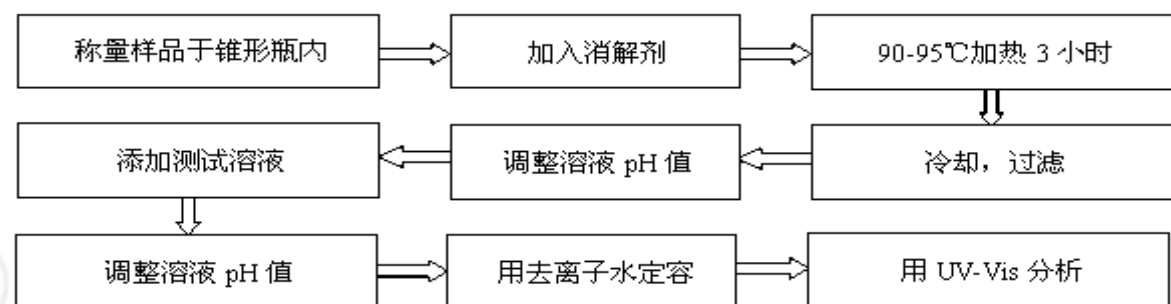 称量样品于锥形瓶内
加入消解剂
90-95℃加热 3 小时
冷却，过滤
调整溶液 pH 值
添加测试溶液
调整溶液 pH 值
用去离子水定容
用 UV-Vis 分析